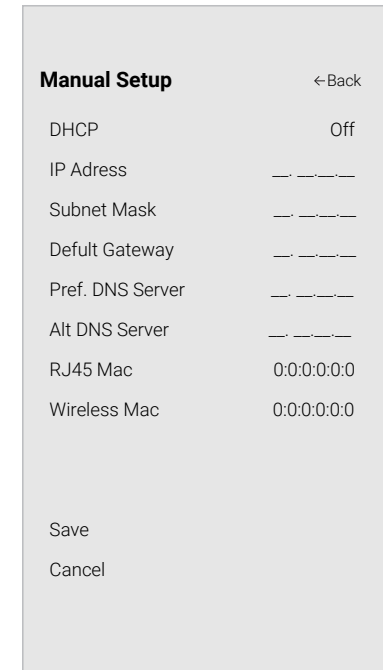 Manual Setup ←Back
DHCP Off
IP Adress __. __.__.__
Subnet Mask __. __.__.__
Defult Gateway __. __.__.__
Pref. DNS Server __. __.__.__
Alt DNS Server __. __.__.__
RJ45 Mac 0:0:0:0:0:0
Wireless Mac 0:0:0:0:0:0
Save
Cancel